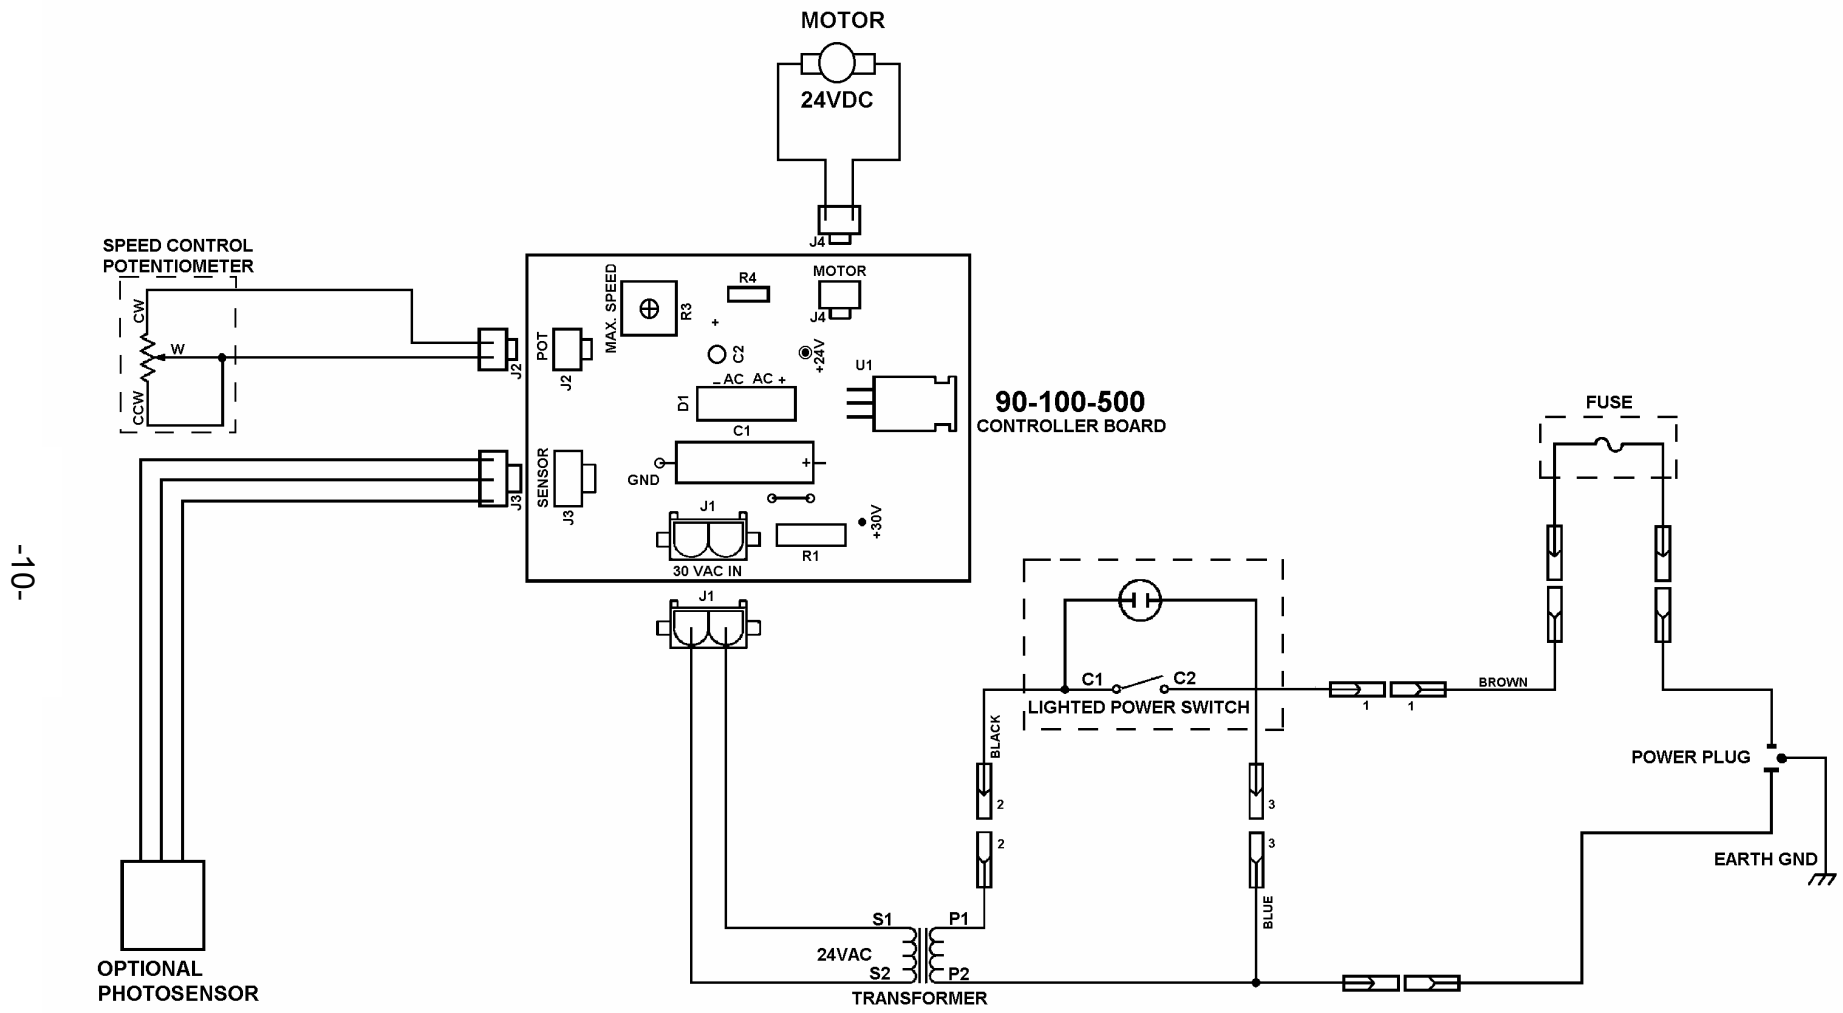 MOTOR
24VDC
J4
SPEED CONTROL
POTENTIOMETER
CW
W
CCW
J2
J3
POT
J2
SENSOR
J3
MAX. SPEED
R3
R4
+
C2
MOTOR
J4
+24V
U1
_ AC AC +
D1
C1
+
GND
J1
30 VAC IN
R1
+30V
90-100-500
CONTROLLER BOARD
J1
FUSE
C1
C2
LIGHTED POWER SWITCH
BLACK
1
1
BROWN
2
2
3
3
BLUE
POWER PLUG
EARTH GND
S1
P1
24VAC
S2
P2
TRANSFORMER
OPTIONAL
PHOTOSENSOR
-10-